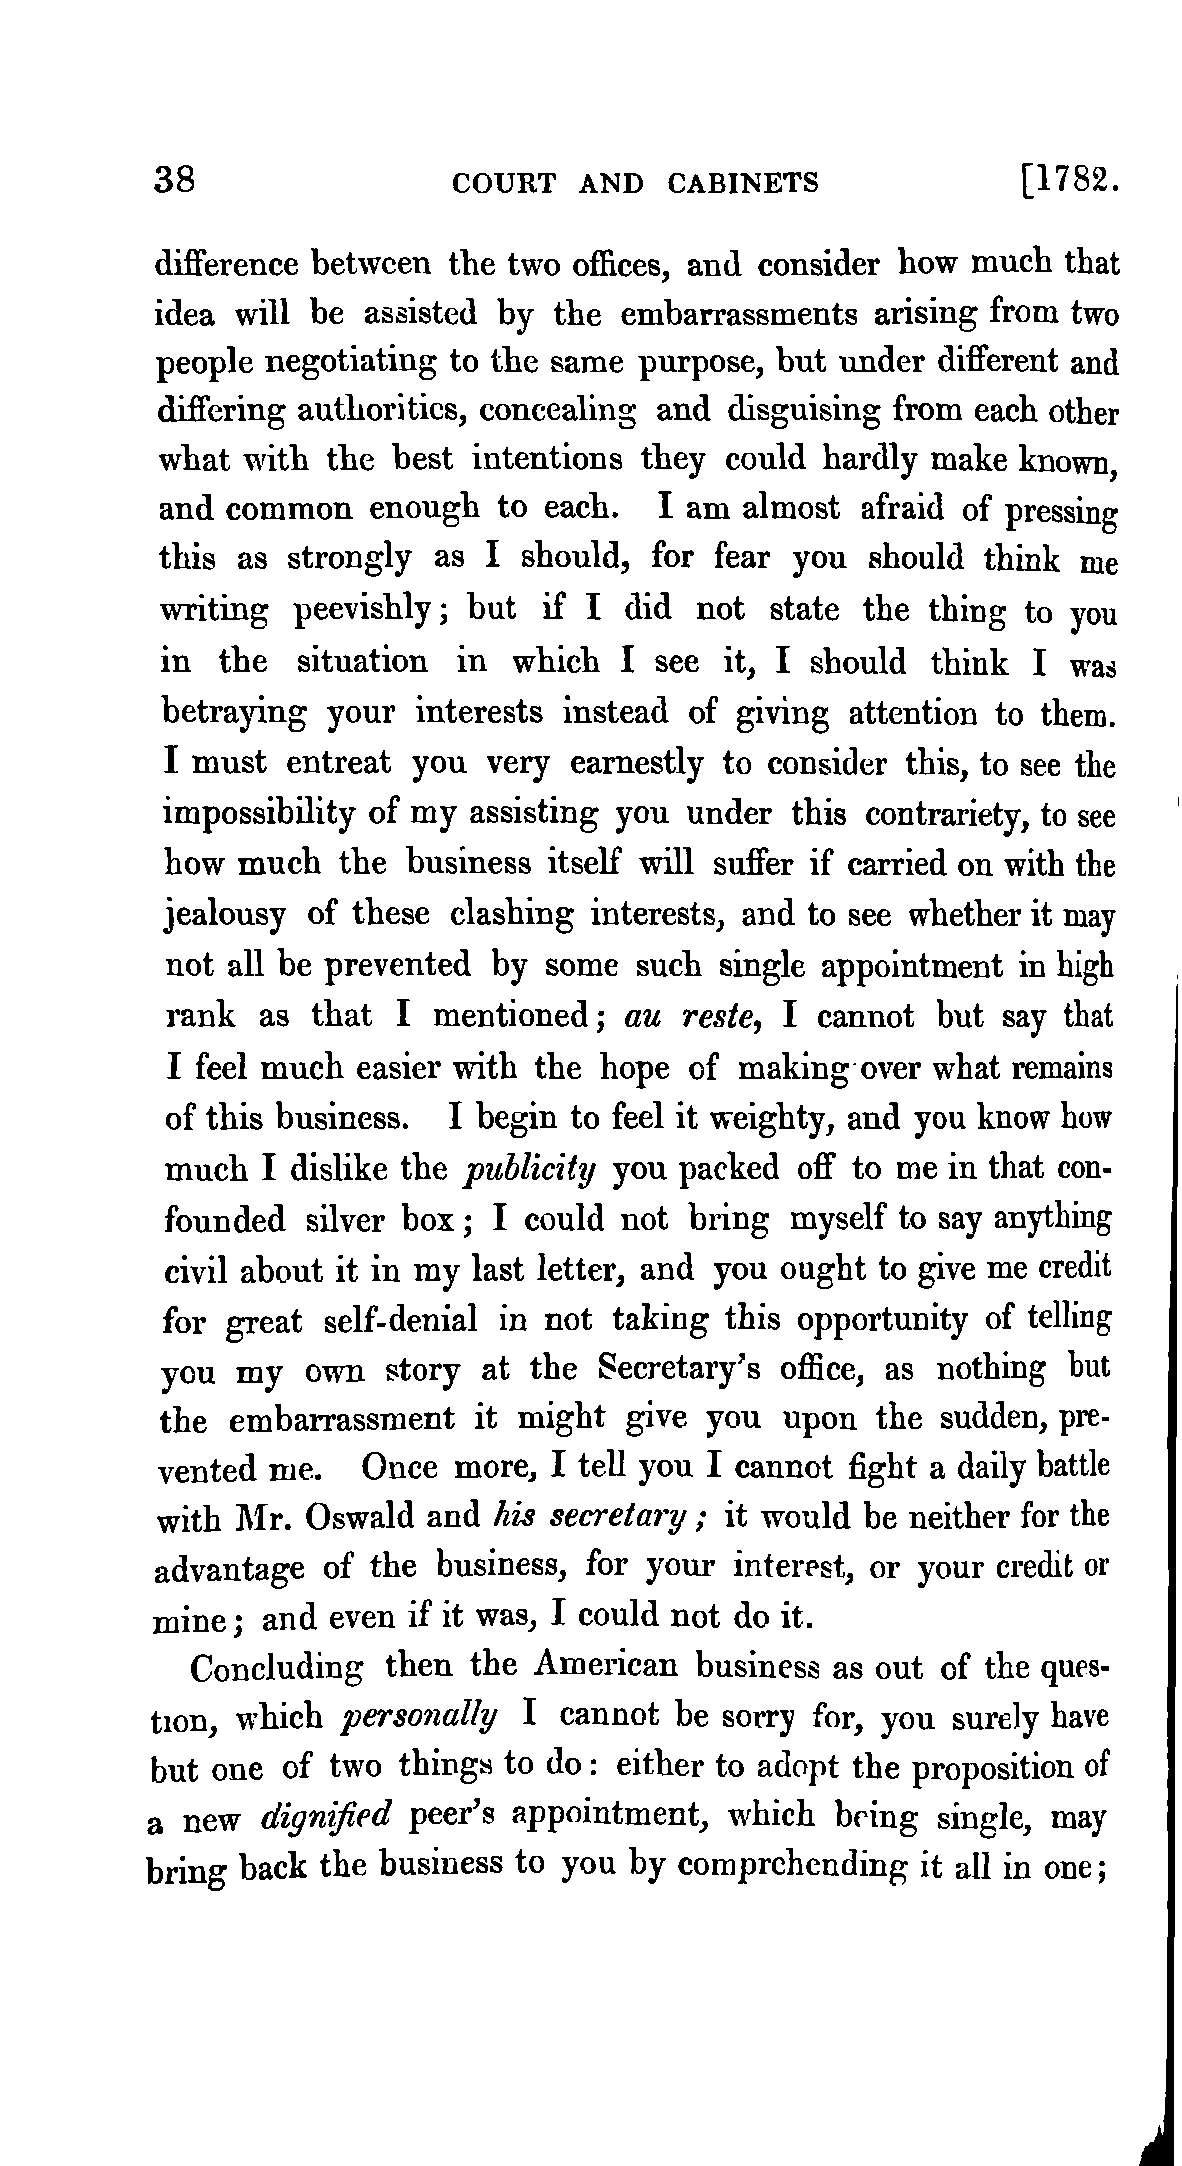 38 COURT AND CABINETS [1782.
difference between the two offices, and consider how much that
idea will be assisted by the embarrassments arising from two
people negotiating to the same purpose, but under different and
differing authorities, concealing and disguising from each other
what with the best intentions they could hardly make known,
and common enough to each. I am almost afraid of pressing
this as strongly as I should, for fear you should think me
writing peevishly; but if I did not state the thing to you
in the situation in which I see it, I should think I was
betraying your interests instead of giving attention to them.
I must entreat you very earnestly to consider this, to see the
impossibility of my assisting you under this contrariety, to see
how much the business itself will suffer if carried on with the
jealousy of these clashing interests, and to see whether it may
not all be prevented by some such single appointment in high
rank as that I mentioned; au reste, I cannot but say that
I feel much easier with the hope of making over what remains
of this business. I begin to feel it weighty, and you know how
much I dislike the publicity you packed off to me in that con-
founded silver box; I could not bring myself to say anything
civil about it in my last letter, and you ought to give me credit
for great self-denial in not taking this opportunity of telling
you my own story at the Secretary's office, as nothing but
the embarrassment it might give you upon the sudden, pre-
vented me. Once more, I tell you I cannot fight a daily battle
with Mr. Oswald and his secretary; it would be neither for the
advantage of the business, for your interest, or your credit or
mine; and even if it was, I could not do it.
Concluding then the American business as out of the ques-
tion, which personally I cannot be sorry for, you surely have
but one of two things to do: either to adopt the proposition of
a new dignified peer's appointment, which being single, may
bring back the business to you by comprehending it all in one;